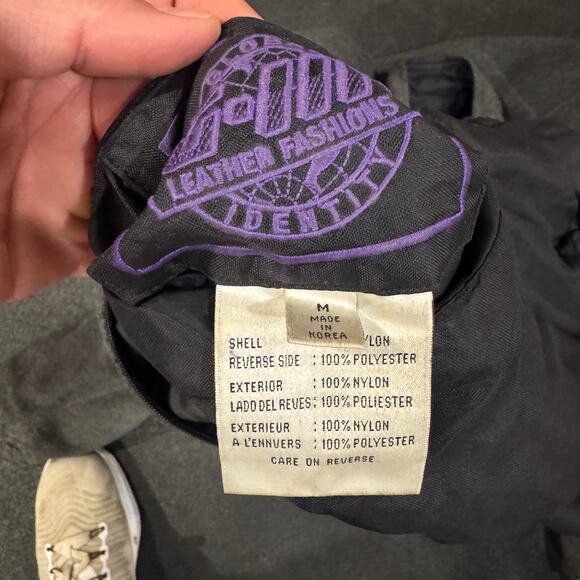 LEATHER FASHIONS
IDENTITY
M
MADE
IN
KOREA
SHELL
REVERSE SIDE : 100% POLYESTER
EXTERIOR : 100% NYLON
LADO DEL REVES : 100% POLIESTER
EXTERIEUR : 100% NYLON
A L'ENNVERS : 100% POLYESTER
CARE ON REVERSE